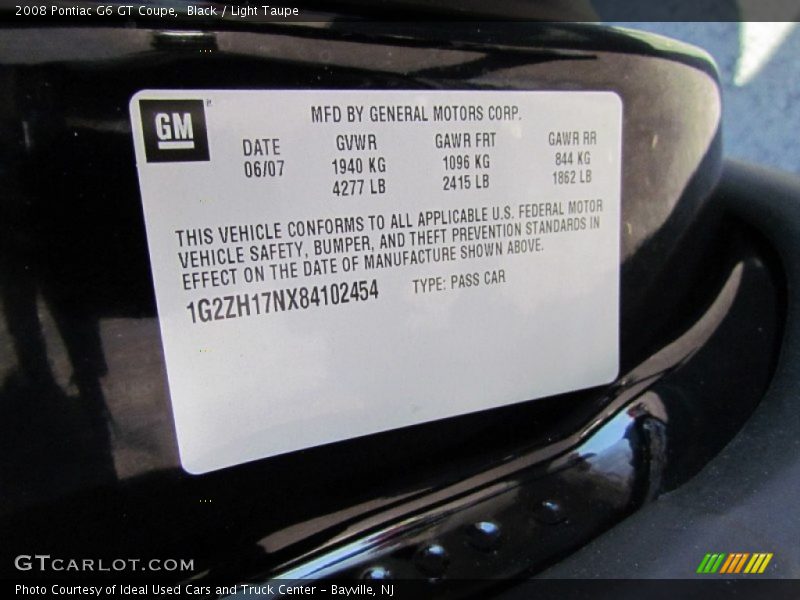 2008 Pontiac G6 GT Coupe, Black / Light Taupe
GM
MFD BY GENERAL MOTORS CORP.
DATE GVWR GAWR FRT GAWR RR
06/07 1940 KG 1096 KG 844 KG
4277 LB 2415 LB 1862 LB
THIS VEHICLE CONFORMS TO ALL APPLICABLE U.S. FEDERAL MOTOR
VEHICLE SAFETY, BUMPER, AND THEFT PREVENTION STANDARDS IN
EFFECT ON THE DATE OF MANUFACTURE SHOWN ABOVE.
1G2ZH17NX84102454 TYPE: PASS CAR
GTCARLOT.COM
Photo Courtesy of Ideal Used Cars and Truck Center - Bayville, NJ